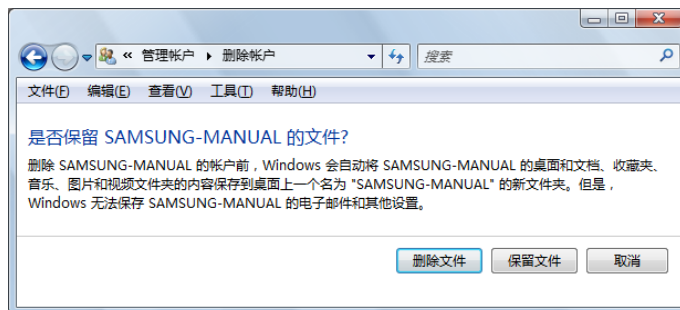 « 管理帐户 ▸ 删除帐户 搜索
文件(F) 编辑(E) 查看(V) 工具(T) 帮助(H)
是否保留 SAMSUNG-MANUAL 的文件?
删除 SAMSUNG-MANUAL 的帐户前，Windows 会自动将 SAMSUNG-MANUAL 的桌面和文档、收藏夹、
音乐、图片和视频文件夹的内容保存到桌面上一个名为 "SAMSUNG-MANUAL" 的新文件夹。但是，
Windows 无法保存 SAMSUNG-MANUAL 的电子邮件和其他设置。
删除文件 保留文件 取消